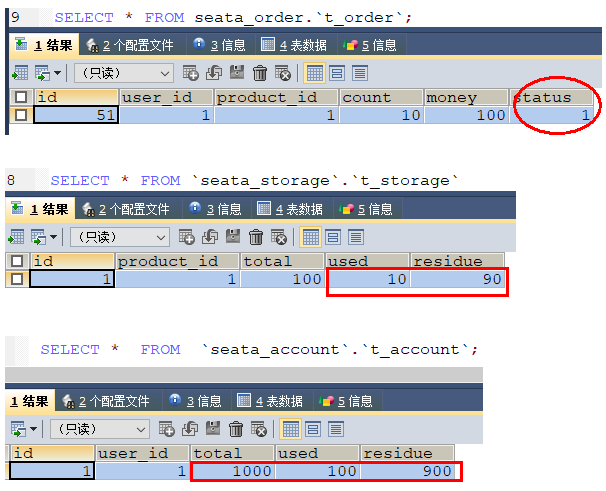 9 SELECT * FROM seata_order.`t_order`;
1 结果 2 个配置文件 3 信息 4 表数据 5 信息
（只读）
id user_id product_id count money status
51 1 1 10 100 1
8 SELECT * FROM `seata_storage`.`t_storage`
1 结果 2 个配置文件 3 信息 4 表数据 5 信息
（只读）
id product_id total used residue
1 1 100 10 90
SELECT * FROM `seata_account`.`t_account`;
1 结果 2 个配置文件 3 信息 4 表数据 5 信息
（只读）
id user_id total used residue
1 1 1000 100 900